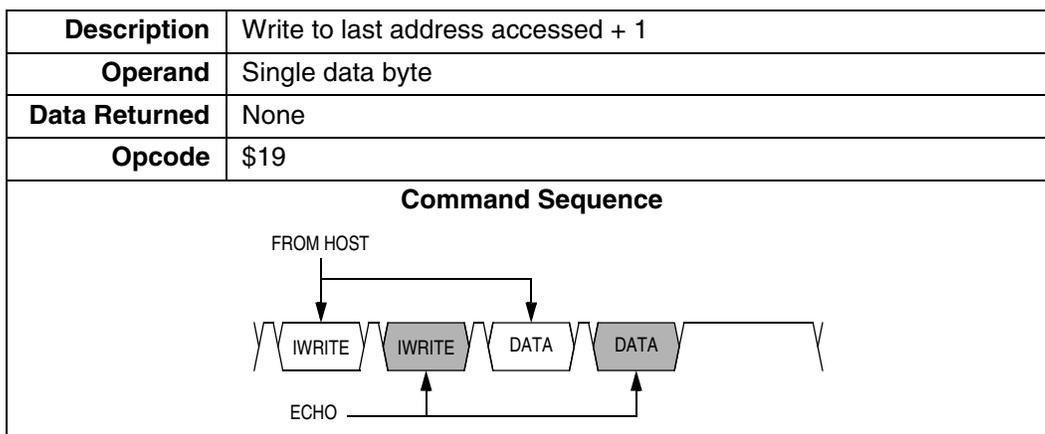 Description Write to last address accessed + 1
Operand Single data byte
Data Returned None
Opcode $19
Command Sequence
FROM HOST
IWRITE IWRITE DATA DATA
ECHO